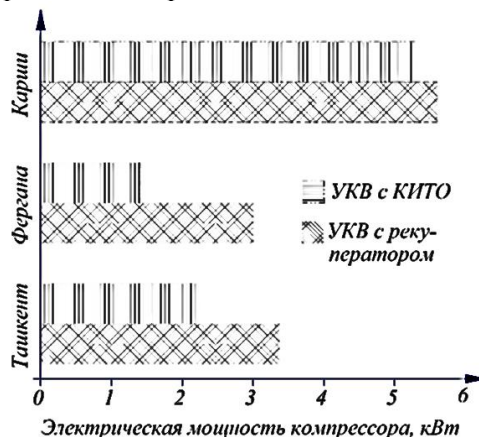 Карши
Фергана
Ташкент
УКВ с КИТО
УКВ с реку-
ператором
0 1 2 3 4 5 6
Электрическая мощность компрессора, кВт